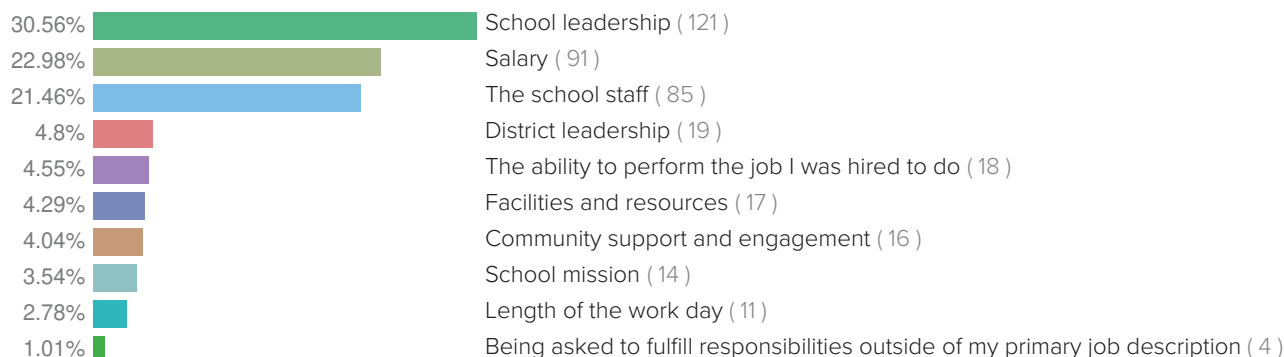 30.56% School leadership ( 121 )
22.98% Salary ( 91 )
21.46% The school staff ( 85 )
4.8% District leadership ( 19 )
4.55% The ability to perform the job I was hired to do ( 18 )
4.29% Facilities and resources ( 17 )
4.04% Community support and engagement ( 16 )
3.54% School mission ( 14 )
2.78% Length of the work day ( 11 )
1.01% Being asked to fulfill responsibilities outside of my primary job description ( 4 )